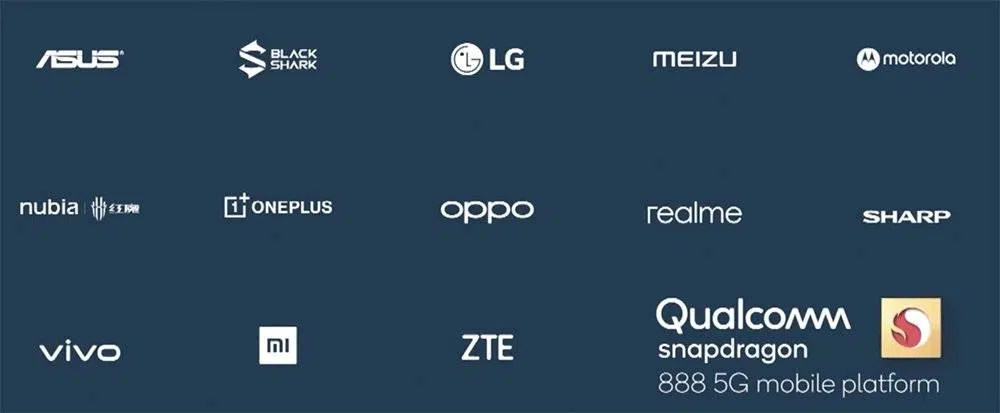 ASUS
BLACK
SHARK
LG
MEIZU
motorola
nubia 红魔
1+ ONEPLUS
oppo
realme
SHARP
vivo
mi
ZTE
Qualcomm
snapdragon
888 5G mobile platform